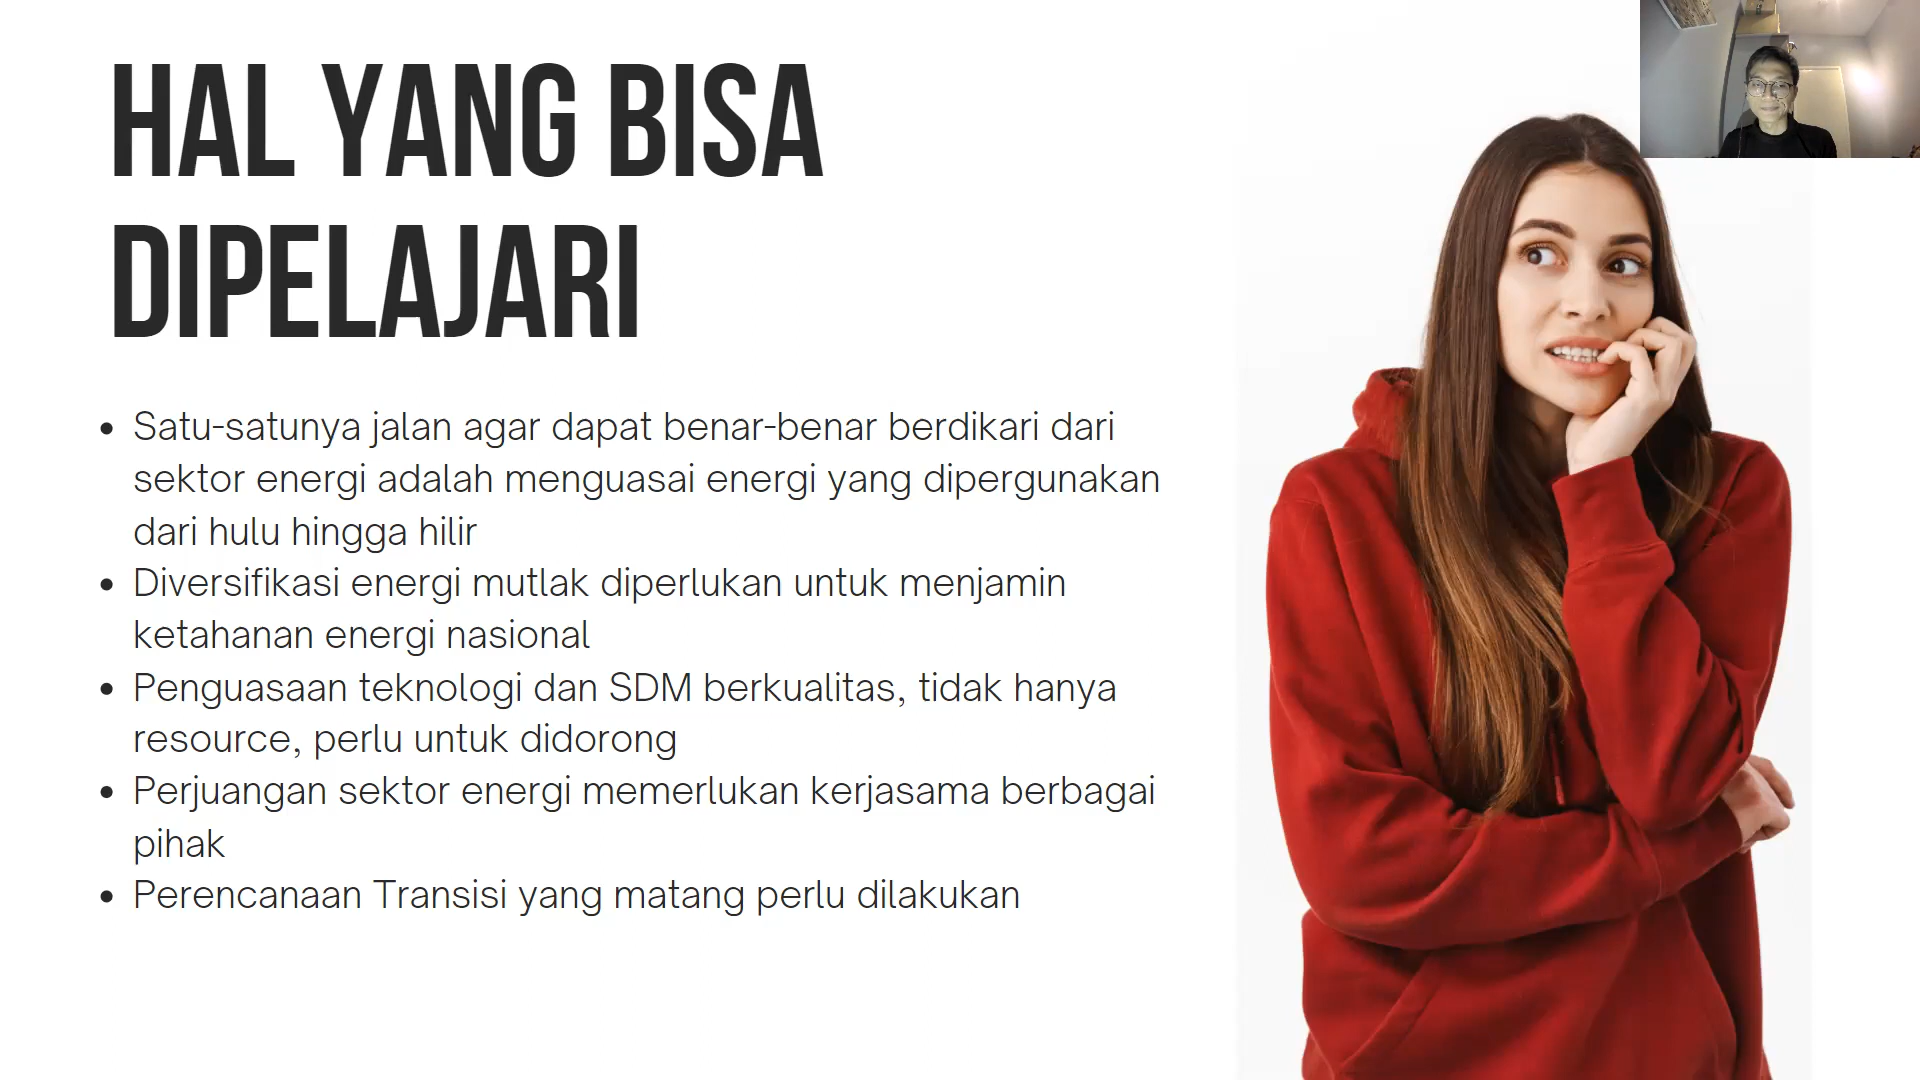 HAL YANG BISA
DIPELAJARI
• Satu-satunya jalan agar dapat benar-benar berdikari dari
sektor energi adalah menguasai energi yang dipergunakan
dari hulu hingga hilir
• Diversifikasi energi mutlak diperlukan untuk menjamin
ketahanan energi nasional
• Penguasaan teknologi dan SDM berkualitas, tidak hanya
resource, perlu untuk didorong
• Perjuangan sektor energi memerlukan kerjasama berbagai
pihak
• Perencanaan Transisi yang matang perlu dilakukan